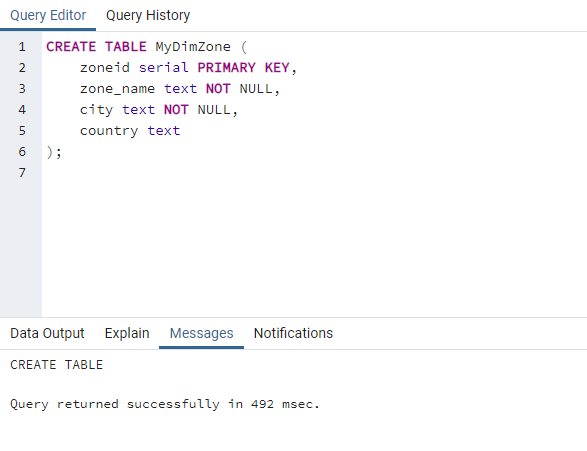 Query Editor Query History
1 CREATE TABLE MyDimZone (
2 zoneid serial PRIMARY KEY,
3 zone_name text NOT NULL,
4 city text NOT NULL,
5 country text
6 );
7
Data Output Explain Messages Notifications
CREATE TABLE
Query returned successfully in 492 msec.